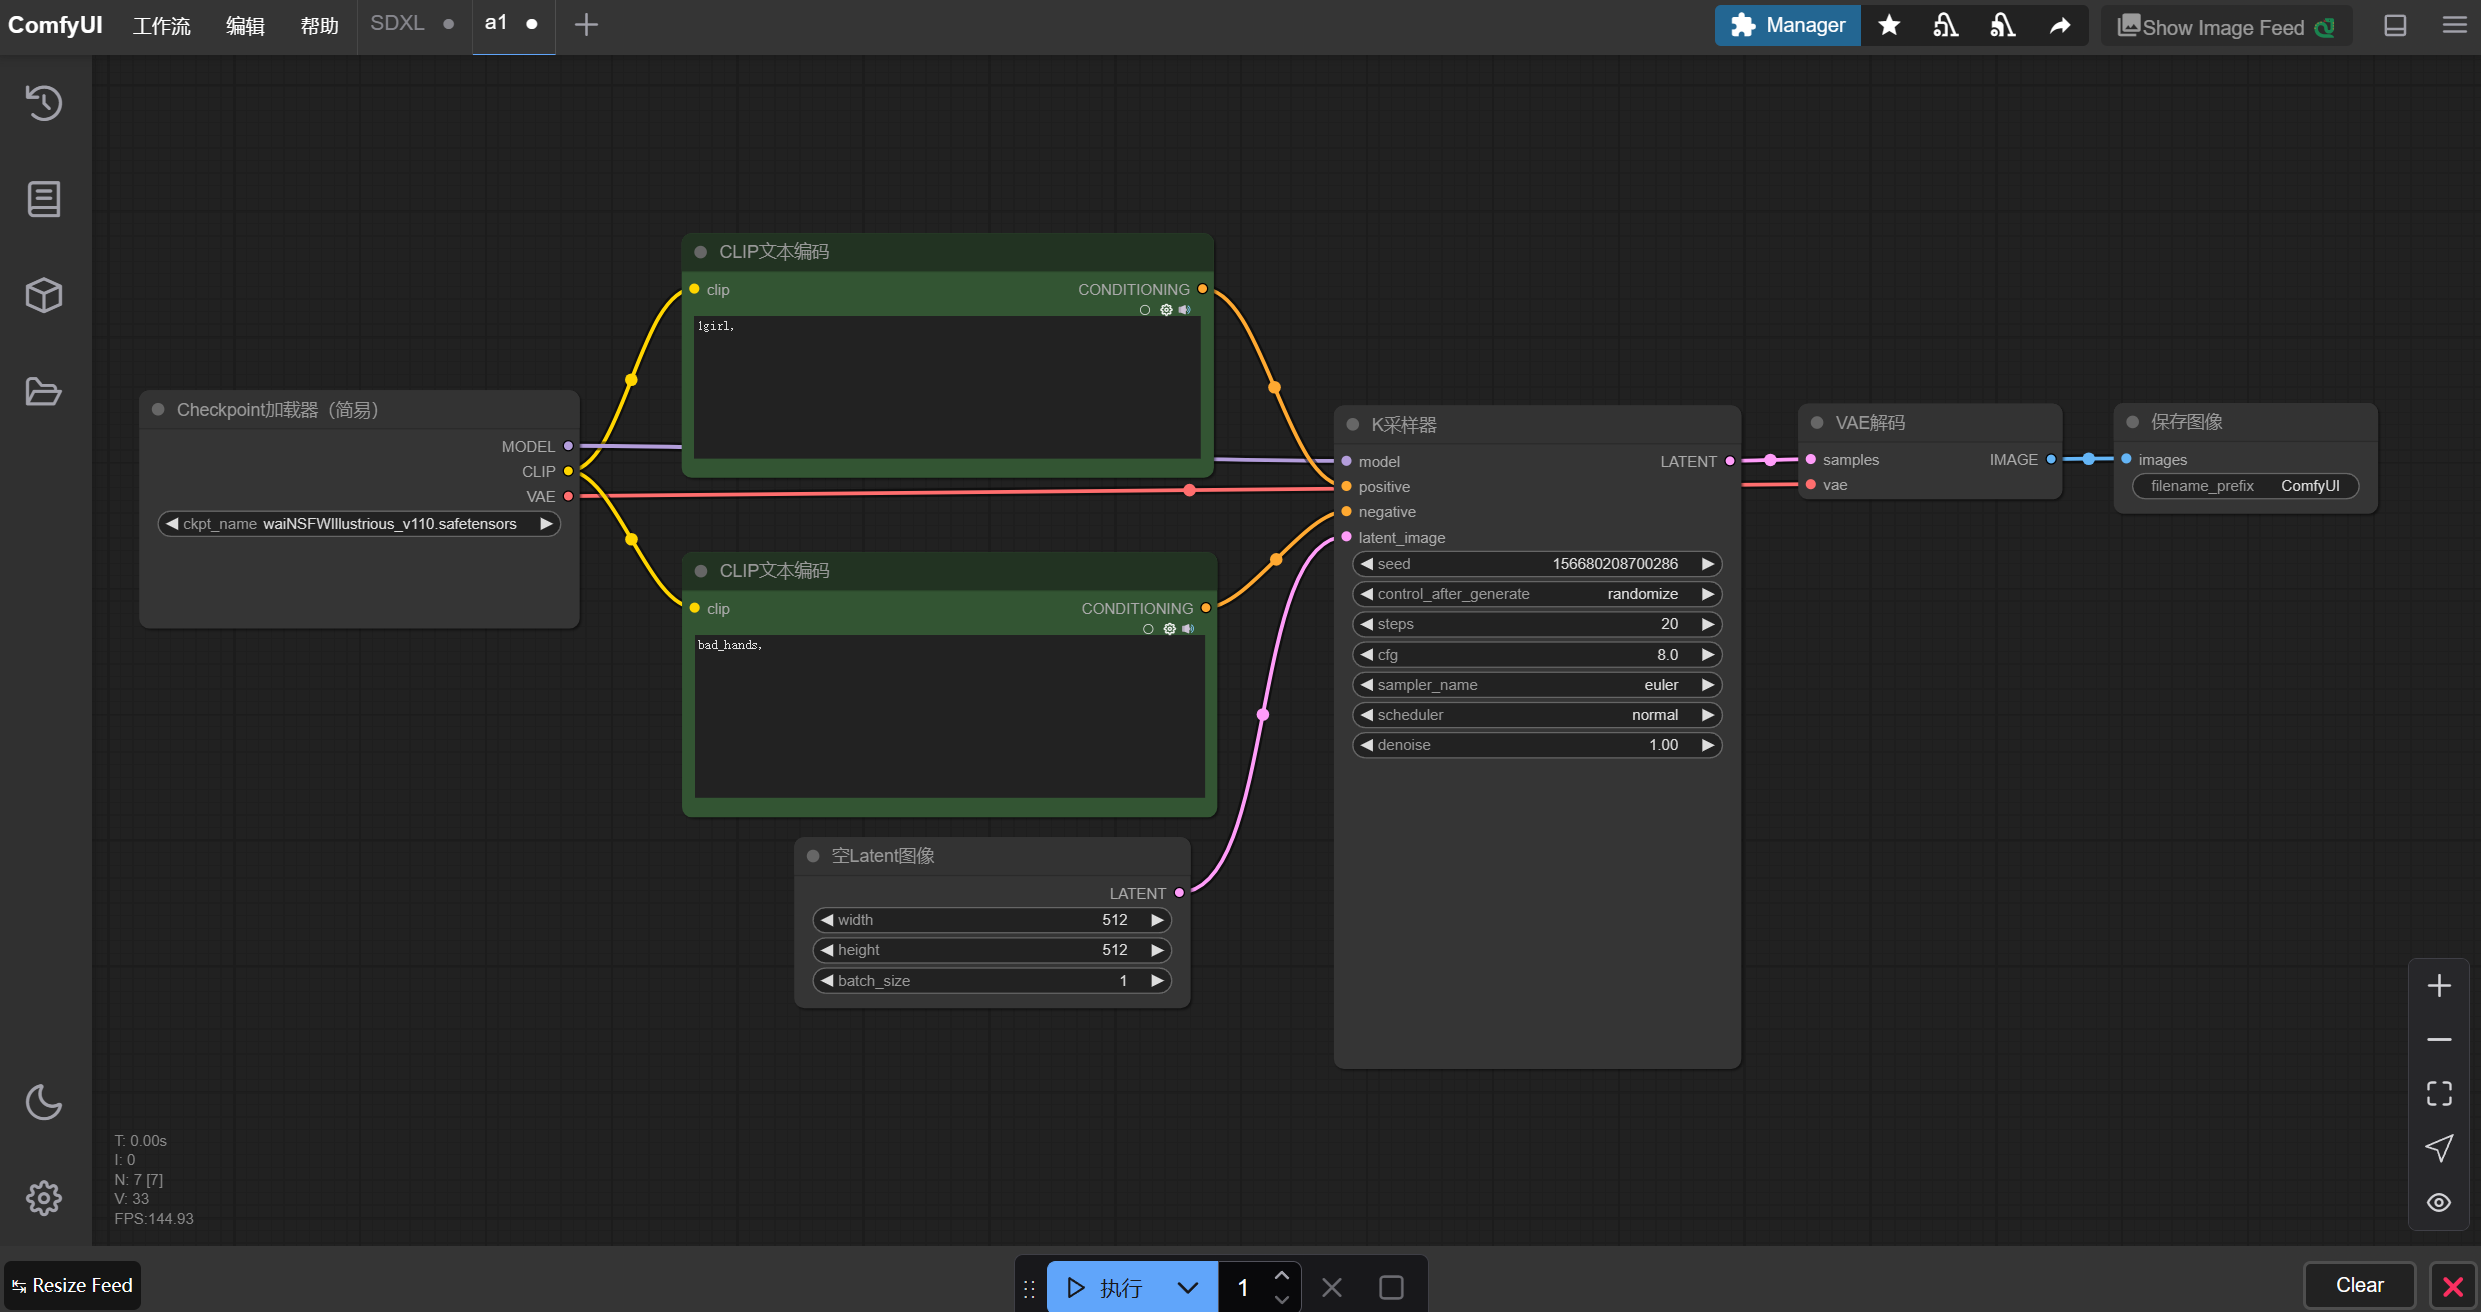 ComfyUI 工作流 编辑 帮助 SDXL a1
Manager Show Image Feed
CLIP文本编码
clip CONDITIONING
1girl,
Checkpoint加载器（简易）
MODEL
CLIP
VAE
ckpt_name waiNSFWIllustrious_v110.safetensors
CLIP文本编码
clip CONDITIONING
bad_hands,
空Latent图像
LATENT
width 512
height 512
batch_size 1
K采样器
model LATENT
positive
negative
latent_image
seed 156680208700286
control_after_generate randomize
steps 20
cfg 8.0
sampler_name euler
scheduler normal
denoise 1.00
VAE解码
samples IMAGE
vae
保存图像
images
filename_prefix ComfyUI
T: 0.00s
I: 0
N: 7 [7]
V: 33
FPS:144.93
Resize Feed
执行 1
Clear